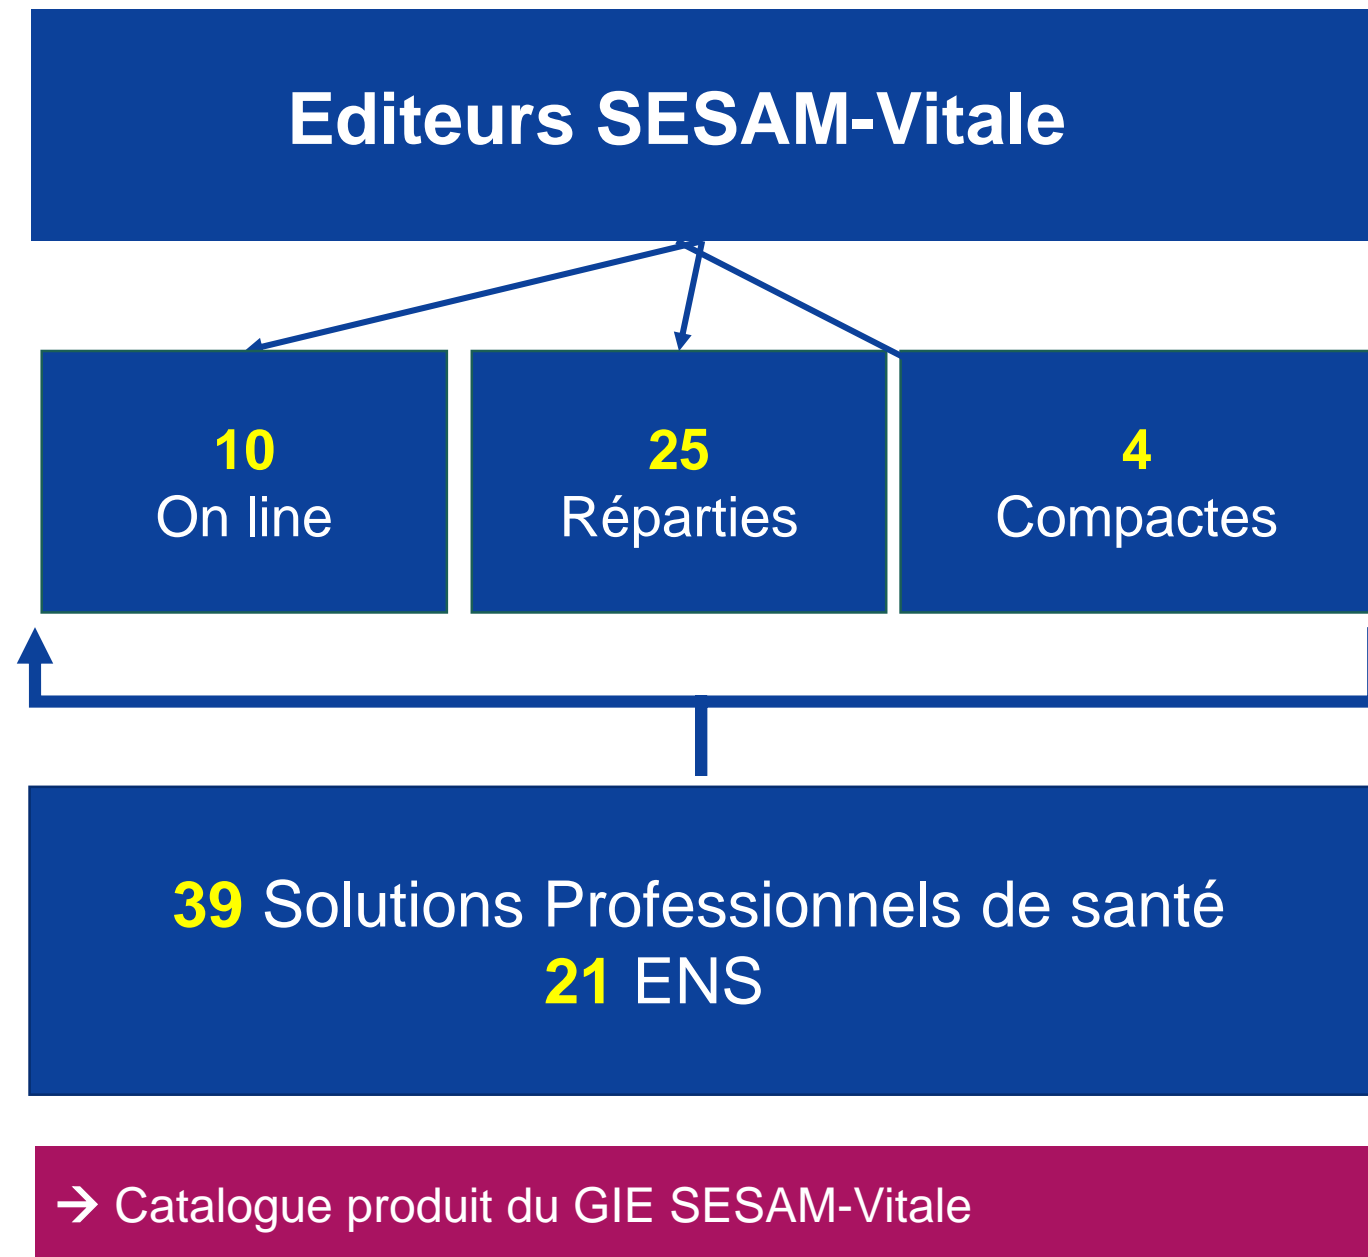 Editeurs SESAM-Vitale
10
On line
25
Réparties
4
Compactes
39 Solutions Professionnels de santé
21 ENS
→ Catalogue produit du GIE SESAM-Vitale